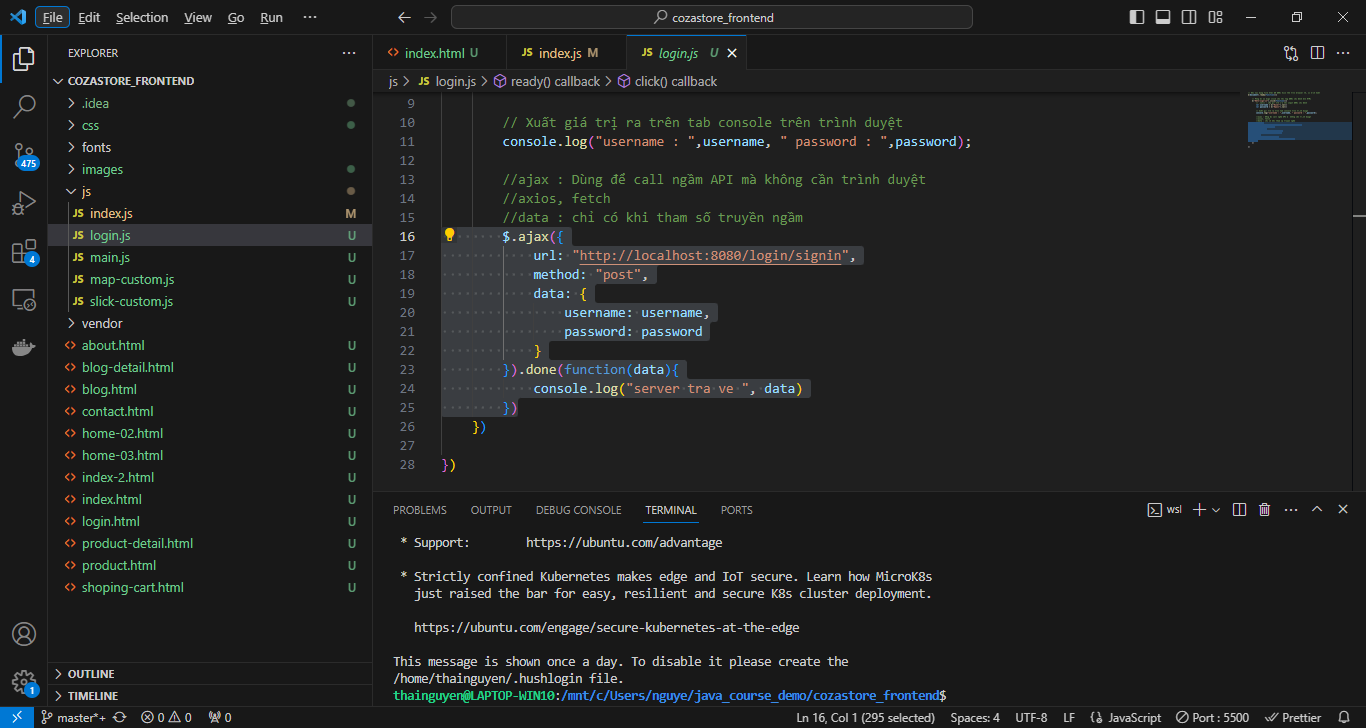 File Edit Selection View Go Run ··· cozastore_frontend
EXPLORER ···
COZASTORE_FRONTEND
.idea
css
fonts
images
js
JS index.js M
JS login.js U
JS main.js U
JS map-custom.js U
JS slick-custom.js U
vendor
about.html U
blog-detail.html U
blog.html U
contact.html U
home-02.html U
home-03.html U
index-2.html U
index.html U
login.html U
product-detail.html U
product.html U
shoping-cart.html U
OUTLINE
TIMELINE
475
4
1
index.html U JS index.js M JS login.js U
js > JS login.js > ready() callback > click() callback
9
10 // Xuất giá trị ra trên tab console trên trình duyệt
11 console.log("username : ",username, " password : ",password);
12
13 //ajax : Dùng để call ngầm API mà không cần trình duyệt
14 //axios, fetch
15 //data : chỉ có khi tham số truyền ngầm
16 $.ajax({
17 url: "http://localhost:8080/login/signin",
18 method: "post",
19 data: {
20 username: username,
21 password: password
22 }
23 }).done(function(data){
24 console.log("server tra ve ", data)
25 })
26 })
27
28 })
PROBLEMS OUTPUT DEBUG CONSOLE TERMINAL PORTS wsl
* Support: https://ubuntu.com/advantage
* Strictly confined Kubernetes makes edge and IoT secure. Learn how MicroK8s
just raised the bar for easy, resilient and secure K8s cluster deployment.
https://ubuntu.com/engage/secure-kubernetes-at-the-edge
This message is shown once a day. To disable it please create the
/home/thainguyen/.hushlogin file.
thainguyen@LAPTOP-WIN10:/mnt/c/Users/nguye/java_course_demo/cozastore_frontend$
master*+ 0 0 0 Ln 16, Col 1 (295 selected) Spaces: 4 UTF-8 LF JavaScript Port : 5500 Prettier